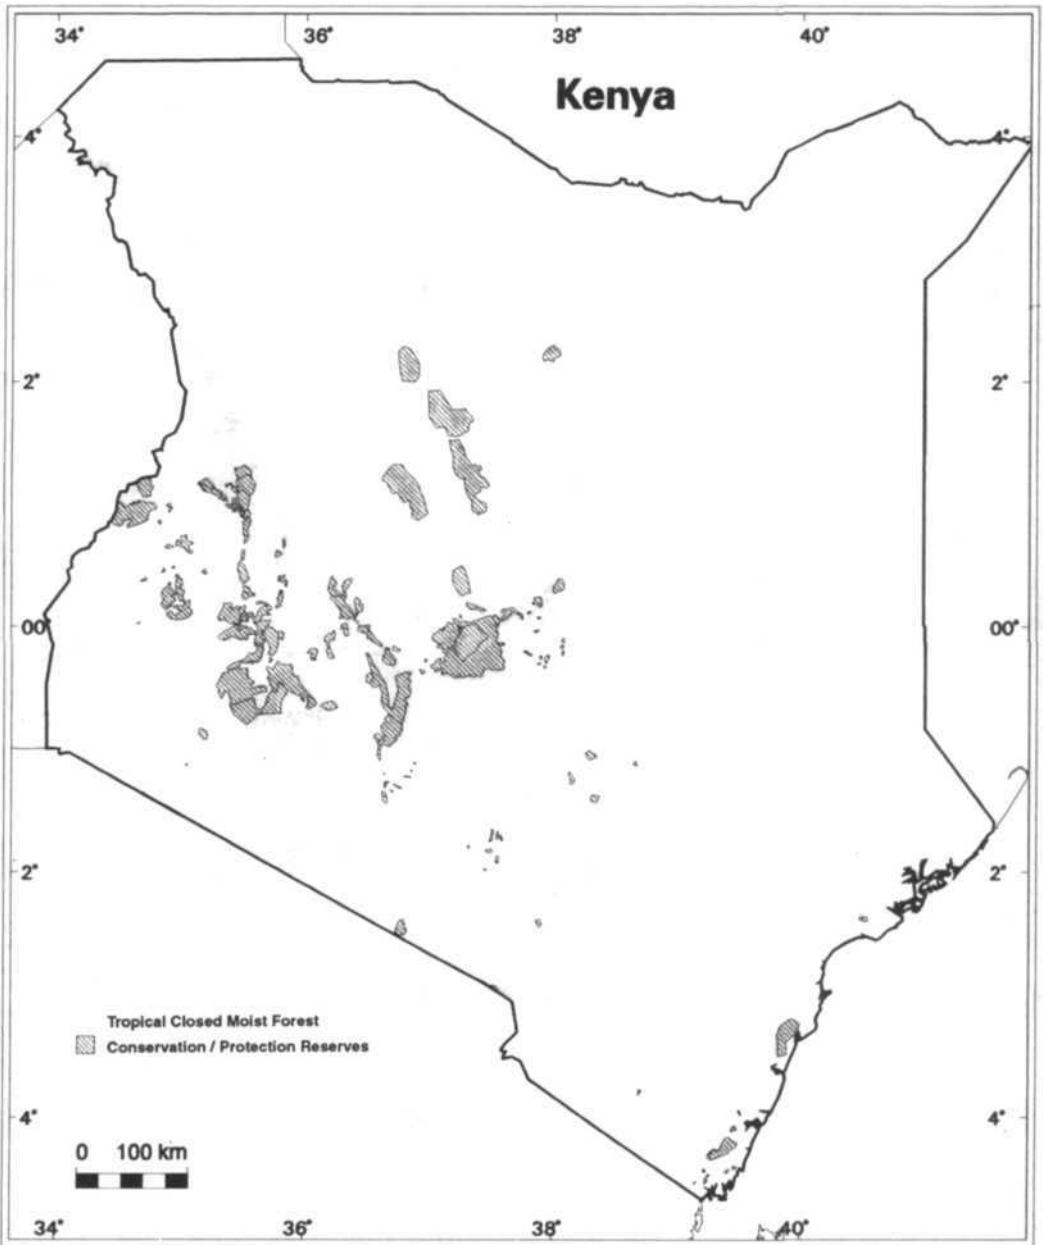 34° 36° 38° 40°
Kenya
4° 4°
2° 2°
00° 00°
2° 2°
Tropical Closed Moist Forest
Conservation / Protection Reserves
4° 4°
0 100 km
34° 36° 38° 40°